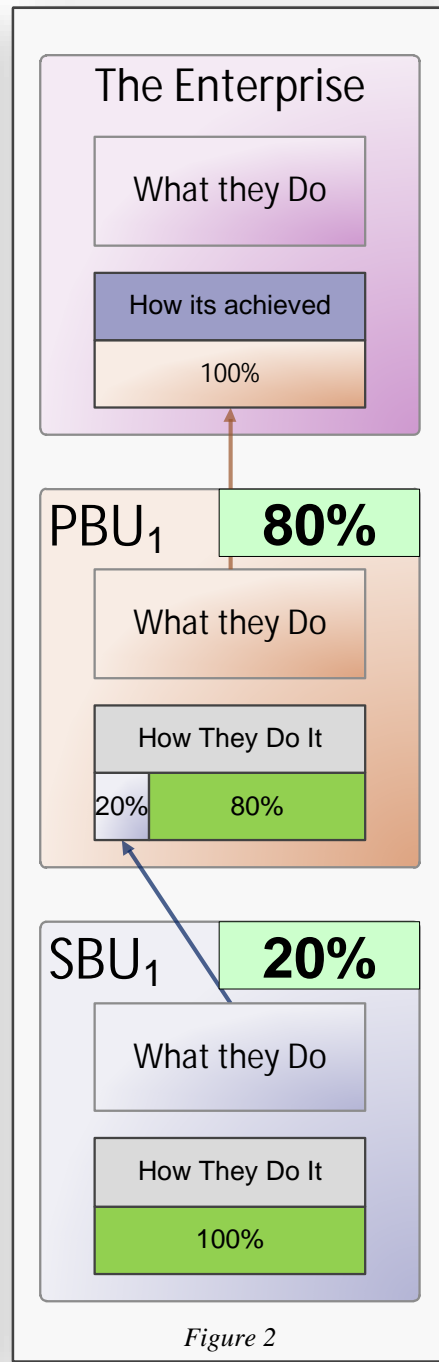 The Enterprise
What they Do
How its achieved
100%
PBU₁ 80%
What they Do
How They Do It
20% 80%
SBU₁ 20%
What they Do
How They Do It
100%
Figure 2